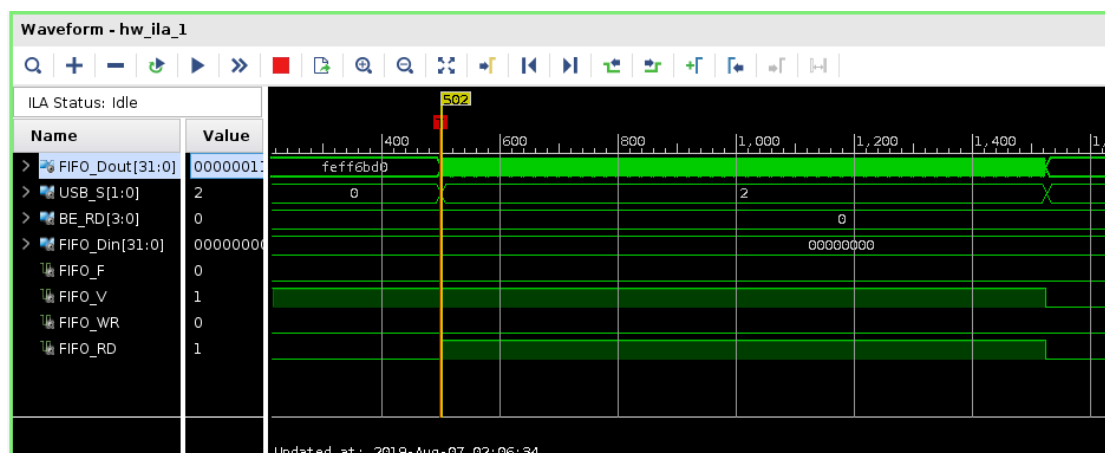 Waveform - hw_ila_1
ILA Status: Idle
502
Name Value
400 600 800 1,000 1,200 1,400
FIFO_Dout[31:0] feff6bd0
USB_S[1:0] 2 0 2
BE_RD[3:0] 0 0
FIFO_Din[31:0] 00000000
FIFO_F 0
FIFO_V 1
FIFO_WR 0
FIFO_RD 1
Updated at: 2019-Aug-07 02:06:34